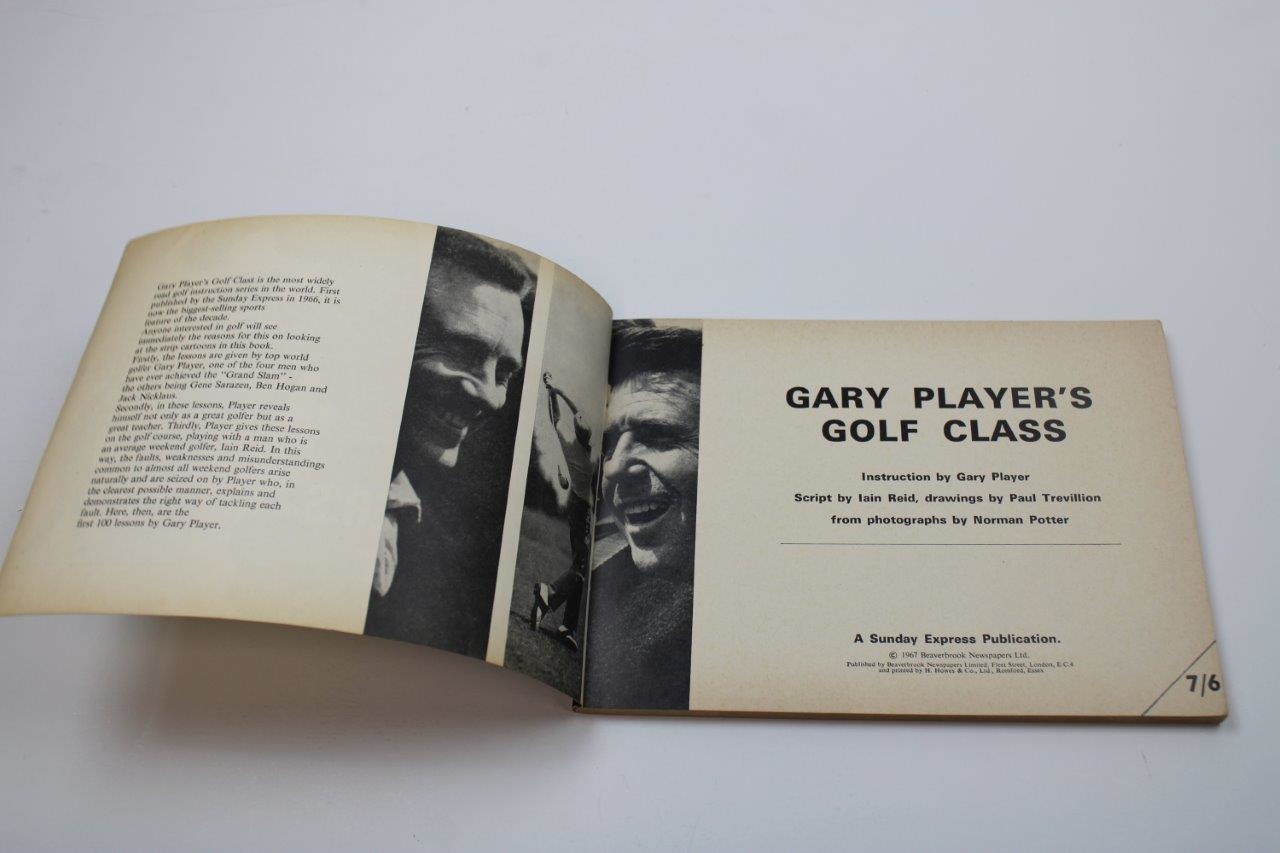 Gary Player's Golf Class is the most widely
read golf instruction series in the world. First
published by the Sunday Express in 1966, it is
now the biggest-selling sports
feature of the decade.
Anyone interested in golf will see
immediately the reasons for this on looking
at the strip cartoons in this book.
Firstly, the lessons are given by top world
golfer Gary Player, one of the four men who
have ever achieved the "Grand Slam" -
the others being Gene Sarazen, Ben Hogan and
Jack Nicklaus.
Secondly, in these lessons, Player reveals
himself not only as a great golfer but as a
great teacher. Thirdly, Player gives these lessons
on the golf course, playing with a man who is
an average weekend golfer, Iain Reid. In this
way, the faults, weaknesses and misunderstandings
common to almost all weekend golfers arise
naturally and are seized on by Player who, in
the clearest possible manner, explains and
demonstrates the right way of tackling each
fault. Here, then, are the
first 100 lessons by Gary Player.
GARY PLAYER'S
GOLF CLASS
Instruction by Gary Player
Script by Iain Reid, drawings by Paul Trevillion
from photographs by Norman Potter
A Sunday Express Publication.
© 1967 Beaverbrook Newspapers Ltd.
Published by Beaverbrook Newspapers Limited, Fleet Street, London, E.C.4
and printed by H. Howes & Co., Ltd., Romford, Essex
7/6